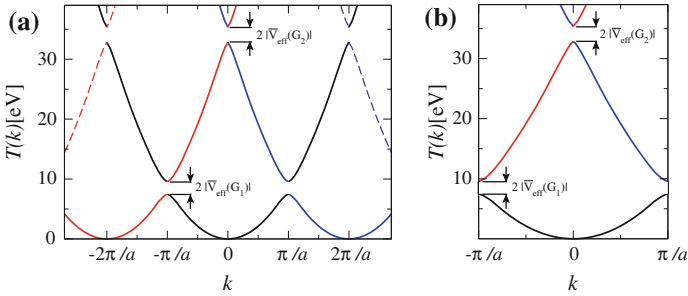 (a)
T(k)[eV]
30
20
10
0
2 |∇̅eff(G₂)|
2 |∇̅eff(G₁)|
-2π/a -π/a 0 π/a 2π/a
k
(b)
T(k)[eV]
30
20
10
0
2 |∇̅eff(G₂)|
2 |∇̅eff(G₁)|
-π/a 0 π/a
k